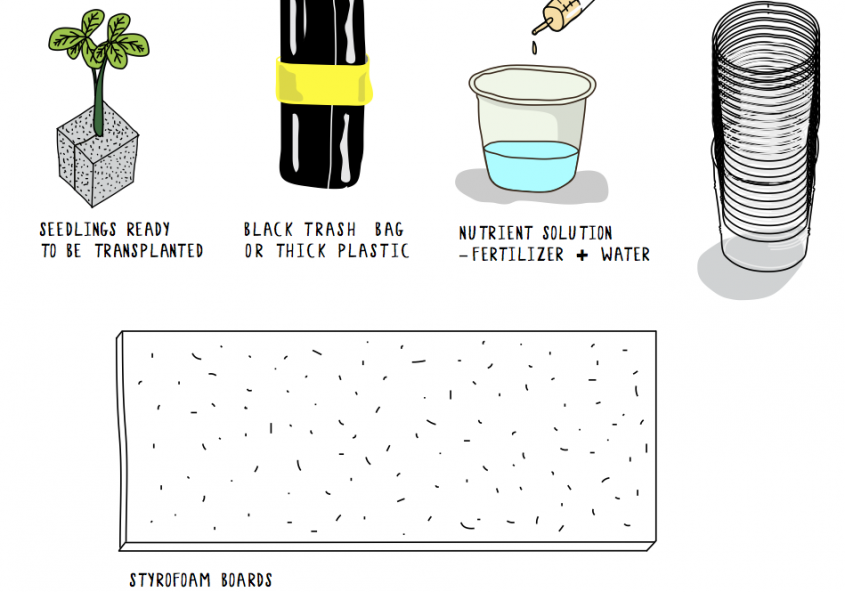 SEEDLINGS READY
TO BE TRANSPLANTED
BLACK TRASH BAG
OR THICK PLASTIC
NUTRIENT SOLUTION
-FERTILIZER + WATER
STYROFOAM BOARDS